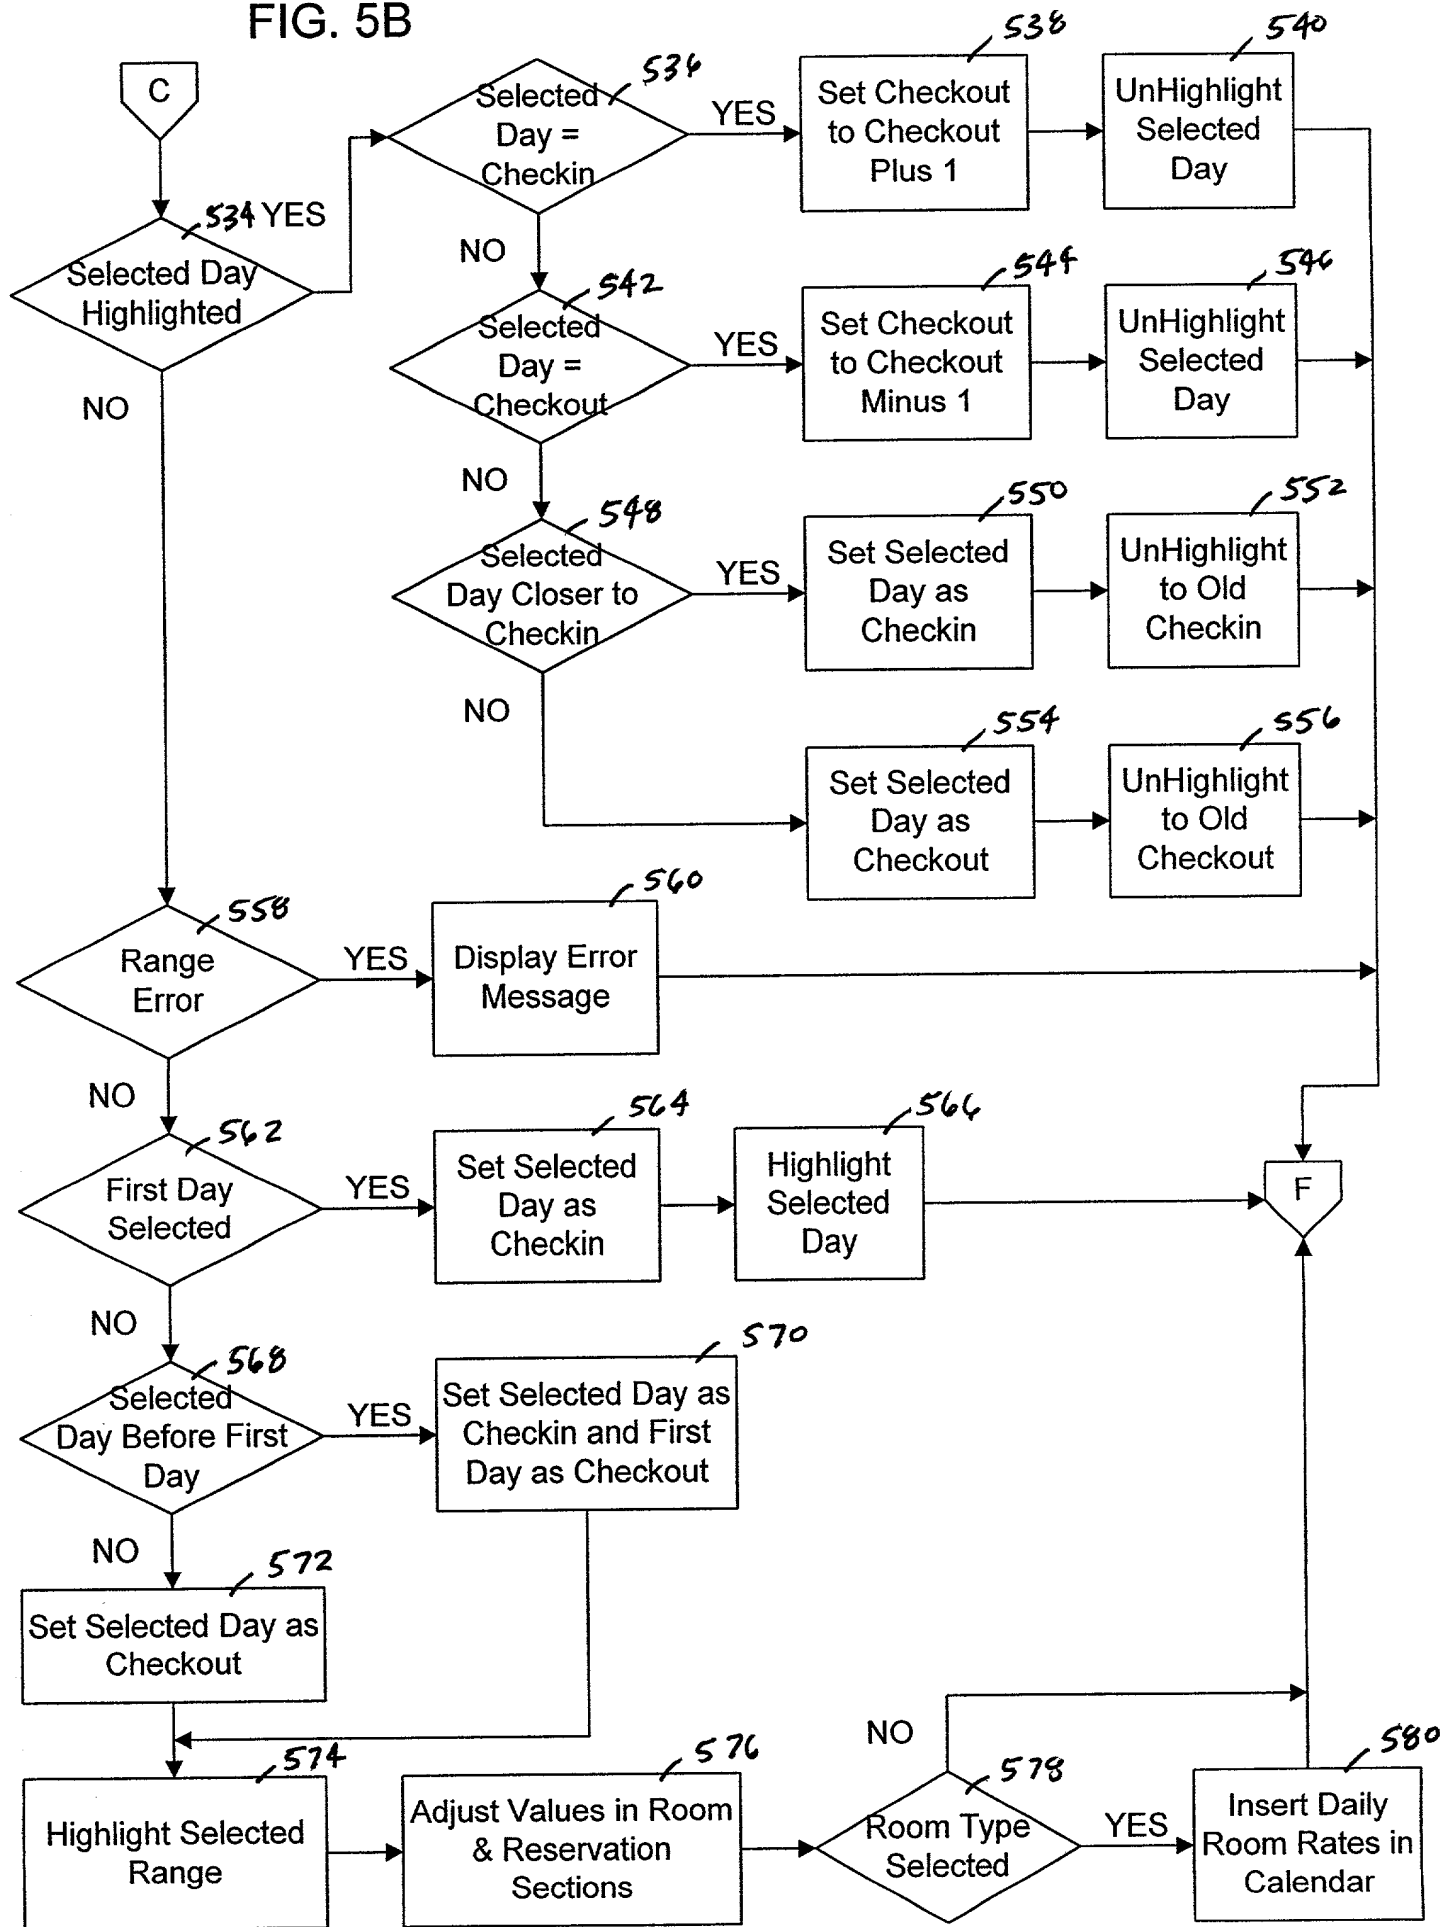 FIG. 5B
C
534
YES
Selected Day
Highlighted
NO
536
Selected
Day =
Checkin
YES
538
Set Checkout
to Checkout
Plus 1
540
UnHighlight
Selected
Day
NO
542
Selected
Day =
Checkout
YES
544
Set Checkout
to Checkout
Minus 1
546
UnHighlight
Selected
Day
NO
548
Selected
Day Closer to
Checkin
YES
550
Set Selected
Day as
Checkin
552
UnHighlight
to Old
Checkin
NO
554
Set Selected
Day as
Checkout
556
UnHighlight
to Old
Checkout
558
Range
Error
YES
560
Display Error
Message
NO
562
First Day
Selected
YES
564
Set Selected
Day as
Checkin
566
Highlight
Selected
Day
F
NO
568
Selected
Day Before First
Day
YES
570
Set Selected Day as
Checkin and First
Day as Checkout
NO
572
Set Selected Day as
Checkout
574
Highlight Selected
Range
576
Adjust Values in Room
& Reservation
Sections
NO
578
Room Type
Selected
YES
580
Insert Daily
Room Rates in
Calendar